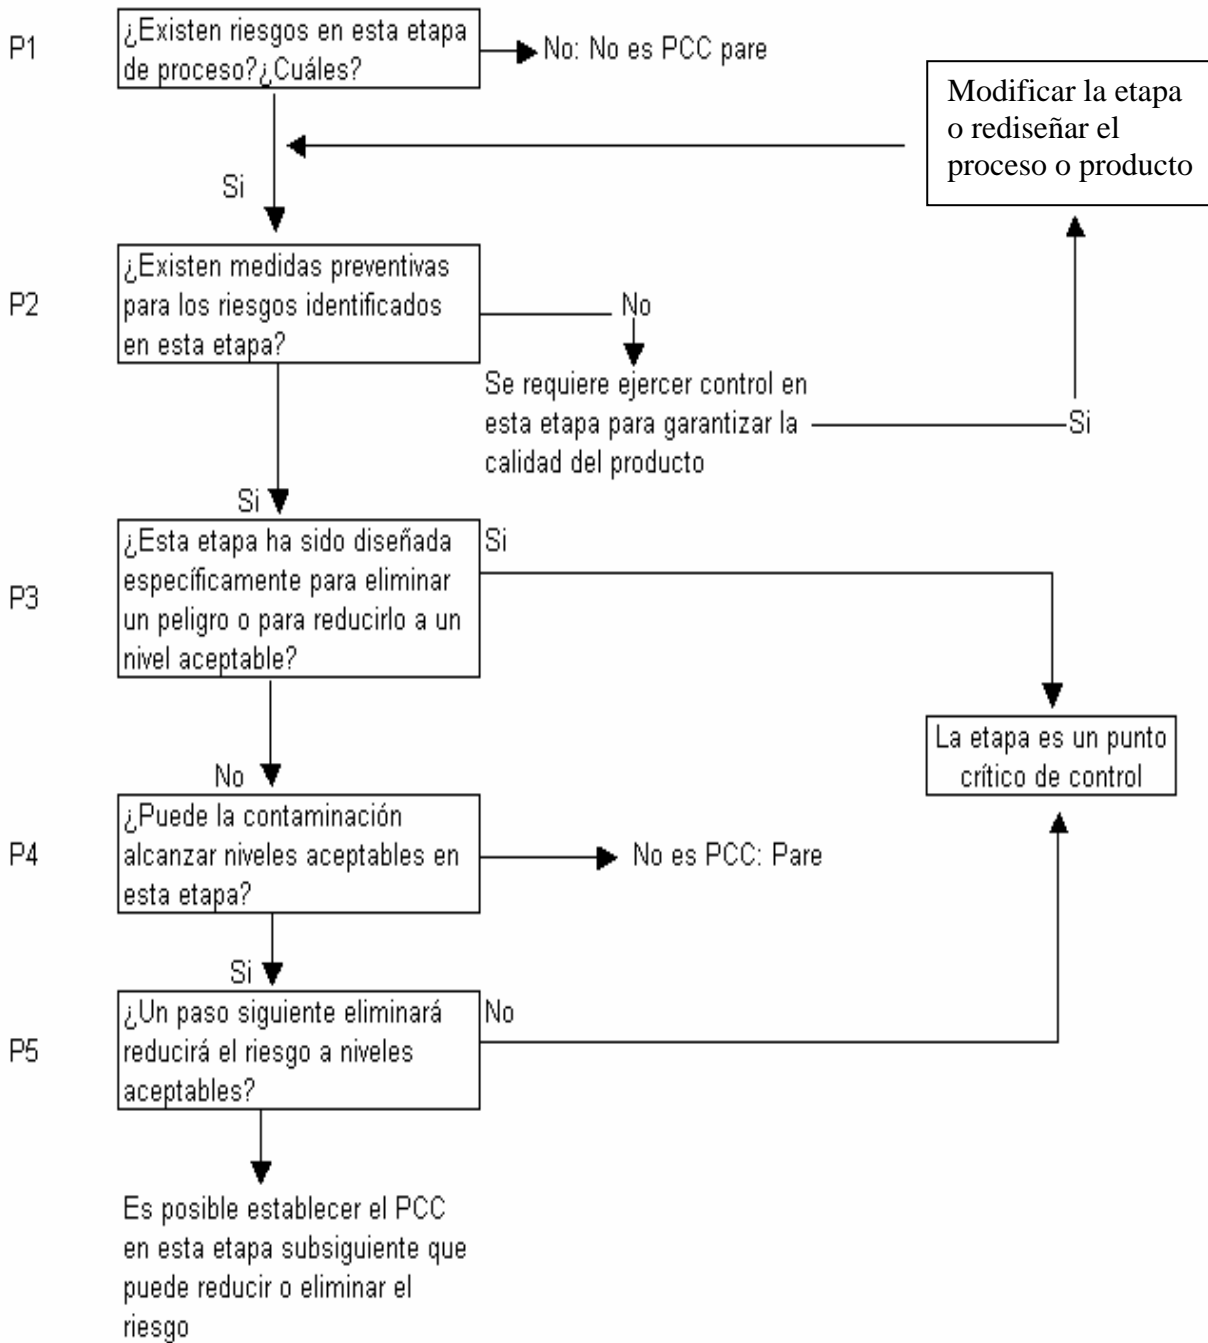 P1
¿Existen riesgos en esta etapa
de proceso?¿Cuáles?
No: No es PCC pare
Modificar la etapa
o rediseñar el
proceso o producto
Si
P2
¿Existen medidas preventivas
para los riesgos identificados
en esta etapa?
No
Se requiere ejercer control en
esta etapa para garantizar la
calidad del producto
Si
Si
P3
¿Esta etapa ha sido diseñada
específicamente para eliminar
un peligro o para reducirlo a un
nivel aceptable?
Si
La etapa es un punto
crítico de control
No
P4
¿Puede la contaminación
alcanzar niveles aceptables en
esta etapa?
No es PCC: Pare
Si
P5
¿Un paso siguiente eliminará
reducirá el riesgo a niveles
aceptables?
No
Es posible establecer el PCC
en esta etapa subsiguiente que
puede reducir o eliminar el
riesgo